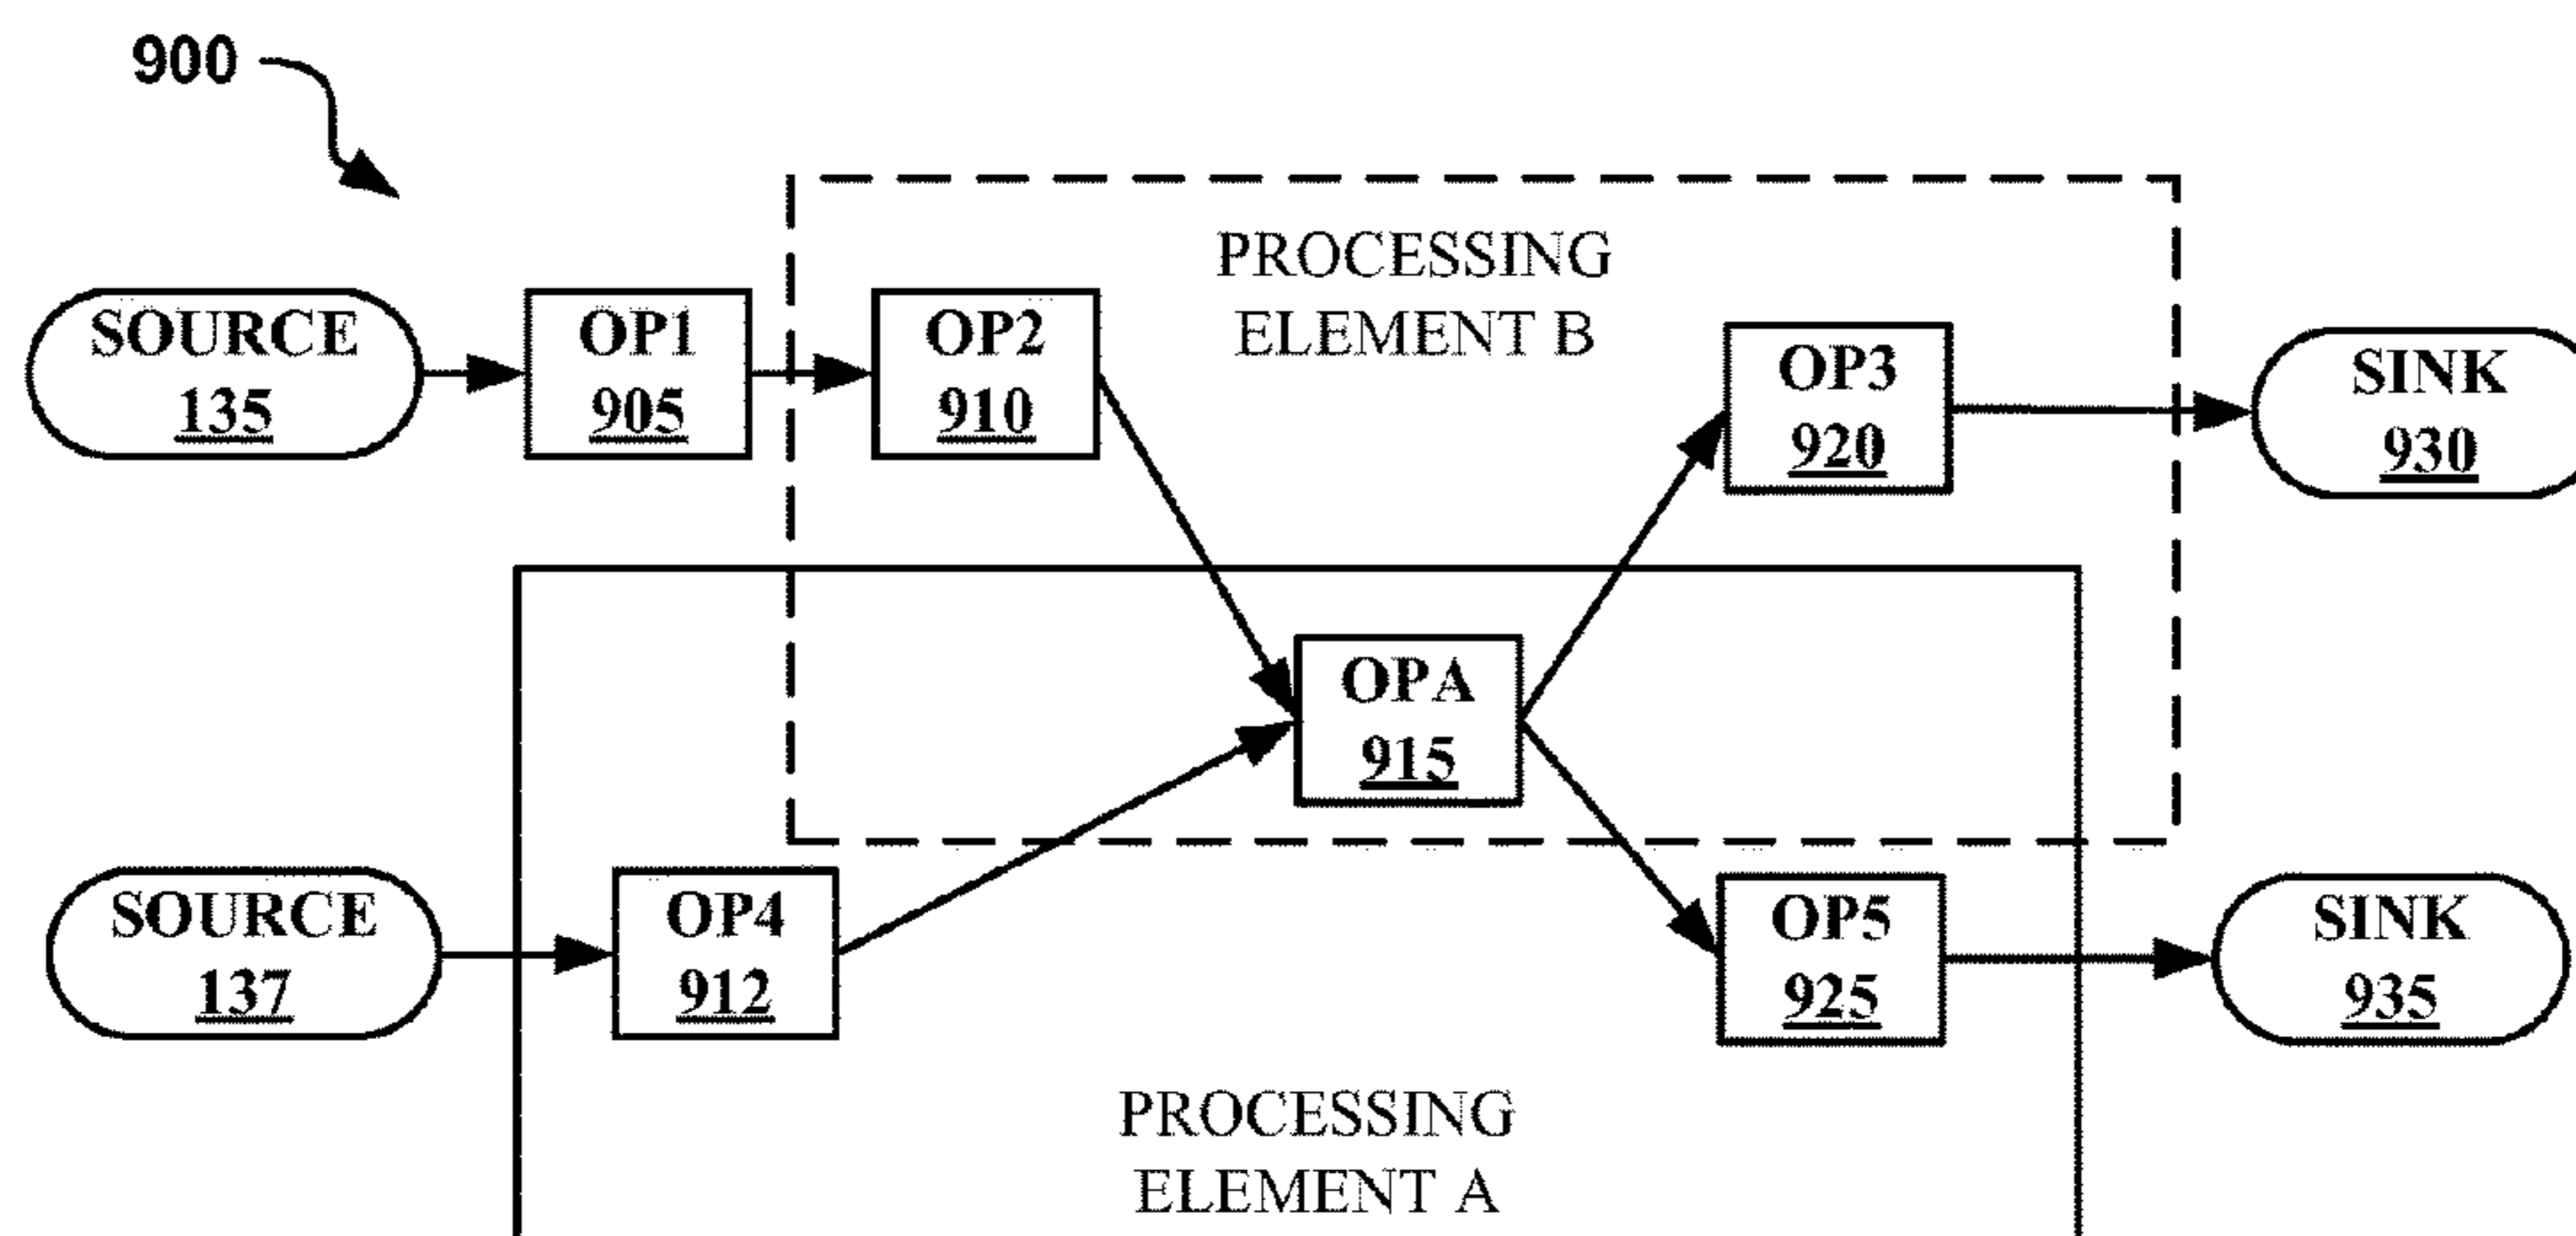 900
PROCESSING
ELEMENT B
SOURCE
135
OP1
905
OP2
910
OP3
920
SINK
930
OPA
915
SOURCE
137
OP4
912
OP5
925
SINK
935
PROCESSING
ELEMENT A